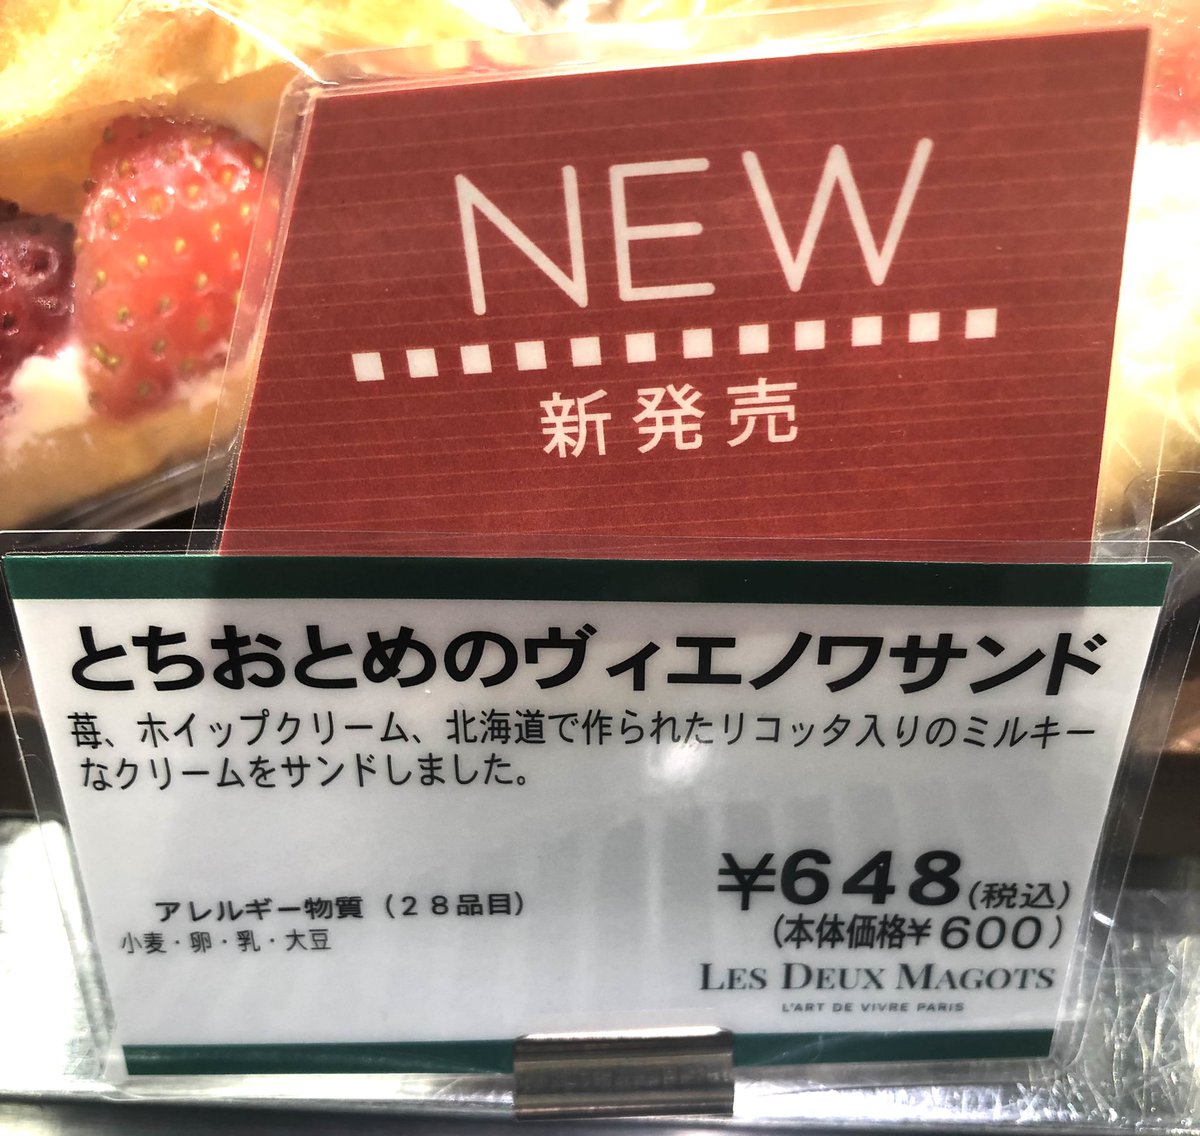 NEW
新発売
とちおとめのヴィエノワサンド
苺、ホイップクリーム、北海道で作られたリコッタ入りのミルキー
なクリームをサンドしました。
¥648(税込)
(本体価格¥600)
アレルギー物質(28品目)
小麦・卵・乳・大豆
LES DEUX MAGOTS
L'ART DE VIVRE PARIS